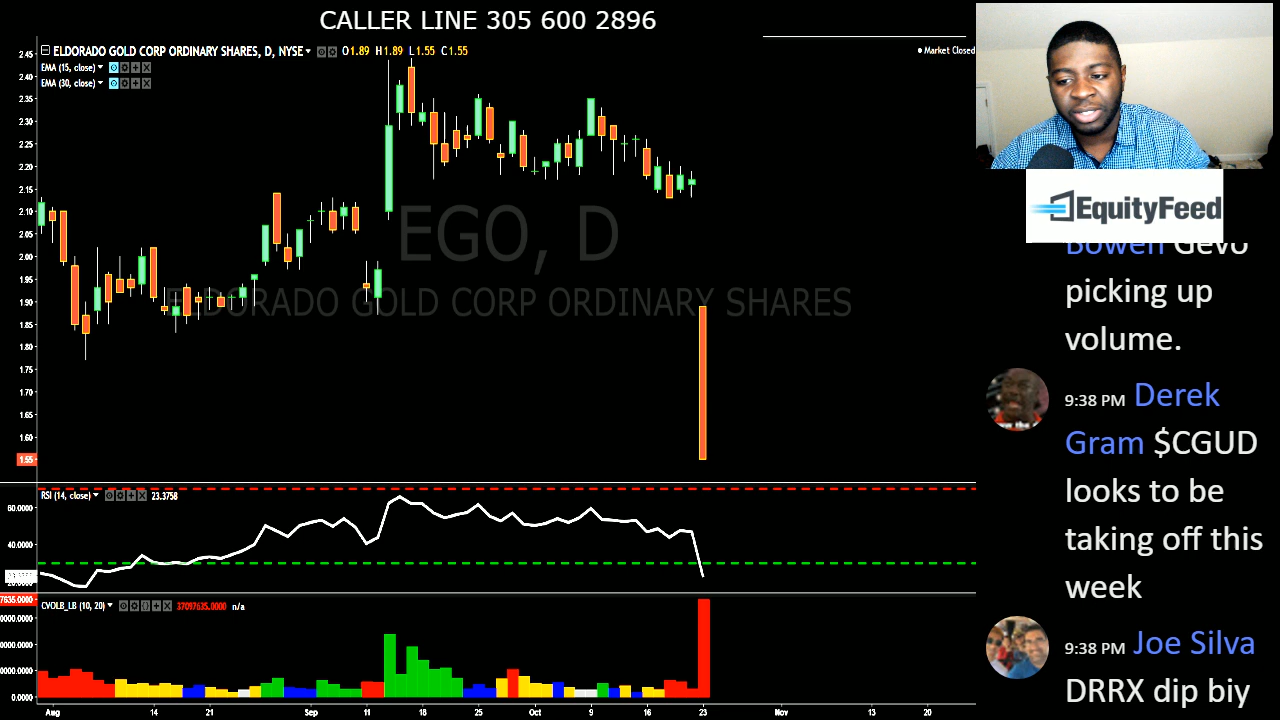 CALLER LINE 305 600 2896
ELDORADO GOLD CORP ORDINARY SHARES, D, NYSE
O1.89 H1.89 L1.55 C1.55
Market Closed
EMA (15, close)
EMA (30, close)
2.45
2.40
2.35
2.30
2.25
2.20
2.15
2.10
2.05
2.00
1.95
1.90
1.85
1.80
1.75
1.70
1.65
1.60
1.55
EGO, D
ELDORADO GOLD CORP ORDINARY SHARES
RSI (14, close) 23.3758
60.0000
40.0000
CVOLB_LB (10, 20) 37097635.0000 n/a
0.0000
Aug 14 21 Sep 11 18 25 Oct 9 16 23 Nov 13 20
EquityFeed
Bowen Gevo
picking up
volume.
9:38 PM Derek
Gram $CGUD
looks to be
taking off this
week
9:38 PM Joe Silva
DRRX dip biy